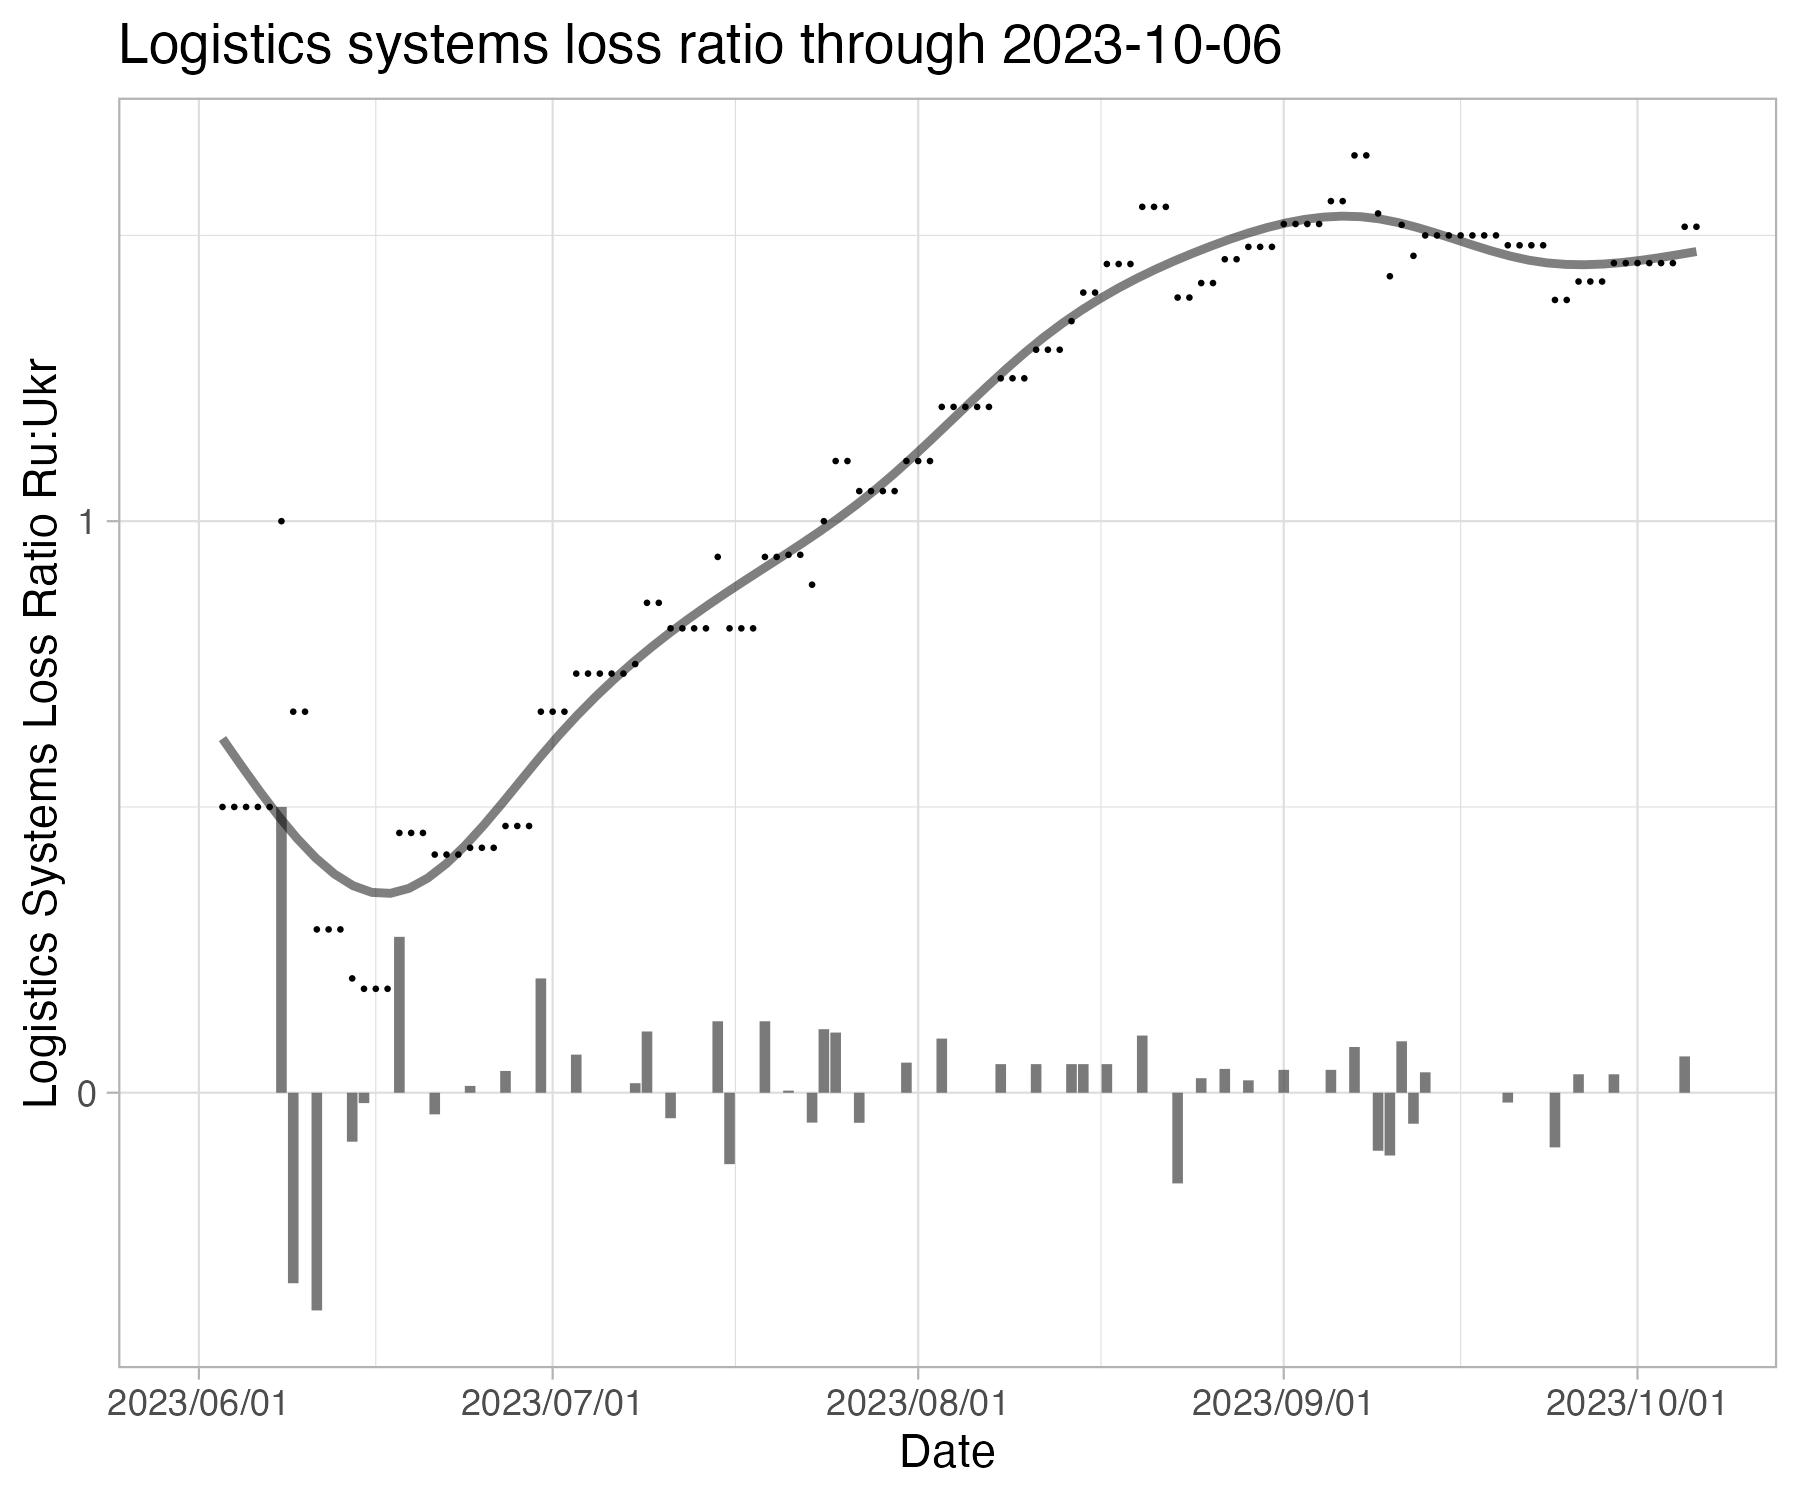 Logistics systems loss ratio through 2023-10-06
Logistics Systems Loss Ratio Ru:Ukr
1
0
2023/06/01
2023/07/01
2023/08/01
2023/09/01
2023/10/01
Date